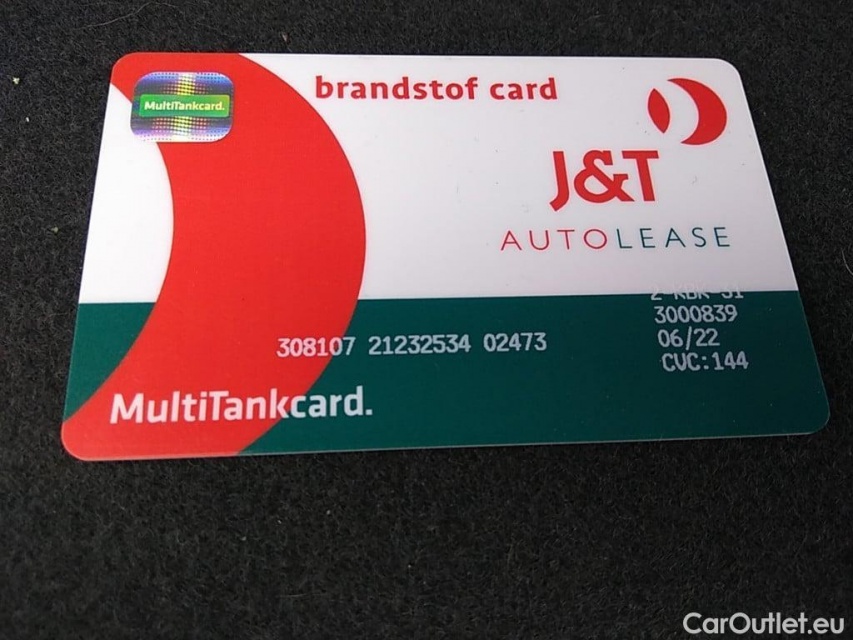 MultiTankcard.
brandstof card
J&T
AUTOLEASE
3000839
308107 21232534 02473
06/22
CVC:144
MultiTankcard.
CarOutlet.eu